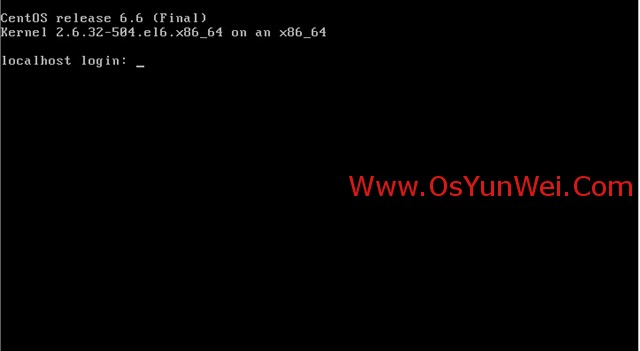 CentOS release 6.6 (Final)
Kernel 2.6.32-504.el6.x86_64 on an x86_64
localhost login: _
Www.OsYunWei.Com